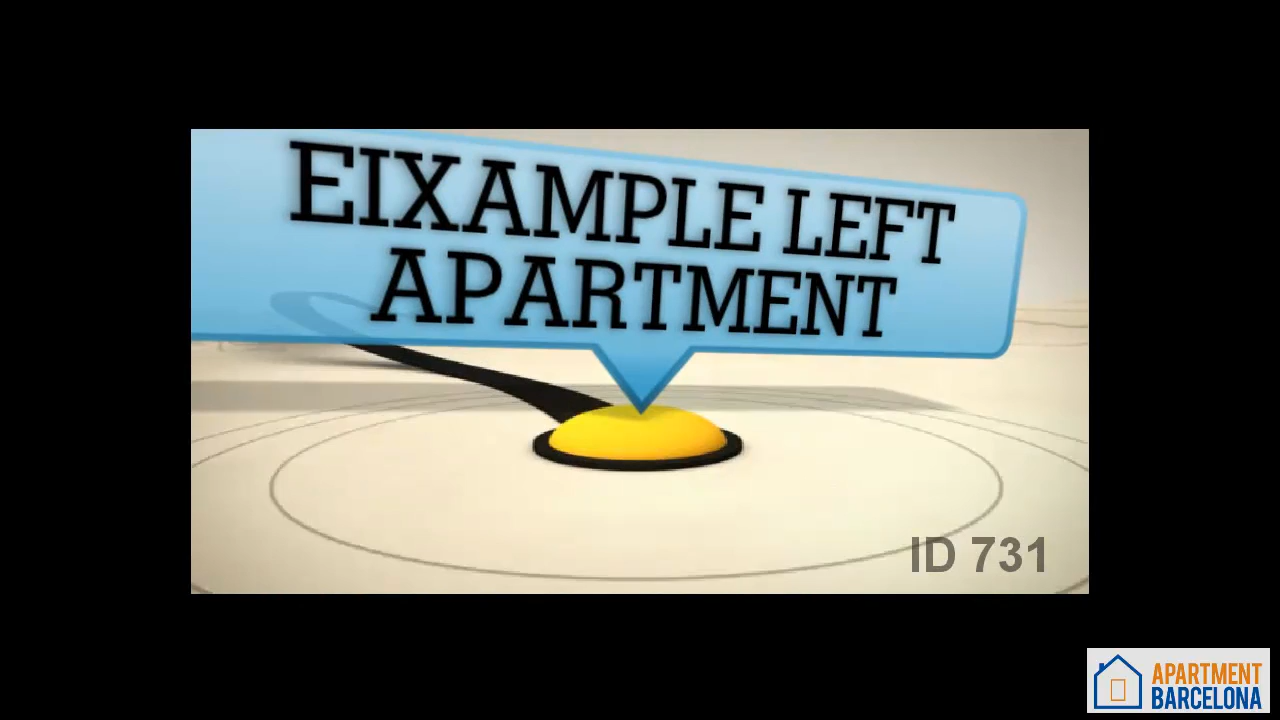 EIXAMPLE LEFT
APARTMENT
ID 731
APARTMENT
BARCELONA